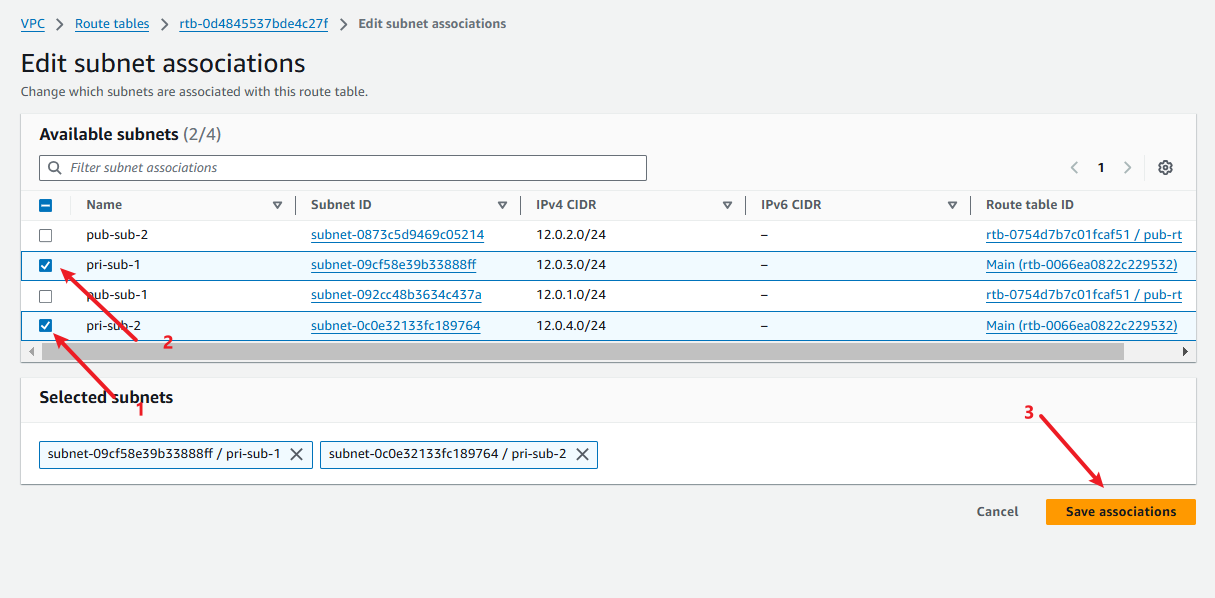 VPC > Route tables > rtb-0d4845537bde4c27f > Edit subnet associations
Edit subnet associations
Change which subnets are associated with this route table.
Available subnets (2/4)
Filter subnet associations
1
Name Subnet ID IPv4 CIDR IPv6 CIDR Route table ID
pub-sub-2 subnet-0873c5d9469c05214 12.0.2.0/24 – rtb-0754d7b7c01fcaf51 / pub-rt
pri-sub-1 subnet-09cf58e39b33888ff 12.0.3.0/24 – Main (rtb-0066ea0822c229532)
pub-sub-1 subnet-092cc48b3634c437a 12.0.1.0/24 – rtb-0754d7b7c01fcaf51 / pub-rt
pri-sub-2 subnet-0c0e32133fc189764 12.0.4.0/24 – Main (rtb-0066ea0822c229532)
2
Selected subnets
1
3
subnet-09cf58e39b33888ff / pri-sub-1 subnet-0c0e32133fc189764 / pri-sub-2
Cancel Save associations